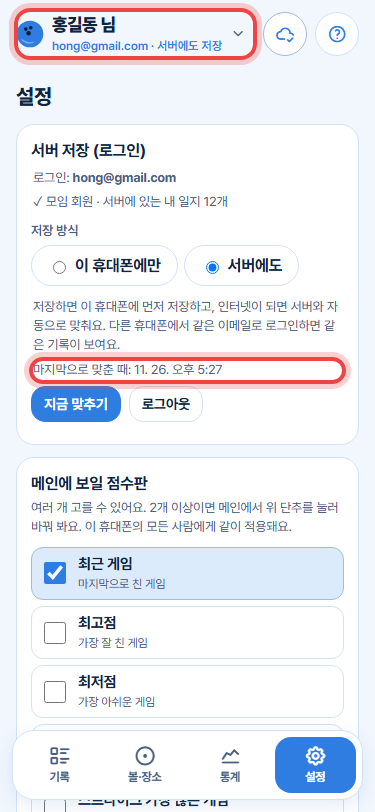 홍길동 님
hong@gmail.com · 서버에도 저장
설정
서버 저장 (로그인)
로그인: hong@gmail.com
✓ 모임 회원 · 서버에 있는 내 일지 12개
저장 방식
이 휴대폰에만
서버에도
저장하면 이 휴대폰에 먼저 저장하고, 인터넷이 되면 서버와 자
동으로 맞춰요. 다른 휴대폰에서 같은 이메일로 로그인하면 같
은 기록이 보여요.
마지막으로 맞춘 때: 11. 26. 오후 5:27
지금 맞추기
로그아웃
메인에 보일 점수판
여러 개 고를 수 있어요. 2개 이상이면 메인에서 위 단추를 눌러
바꿔 봐요. 이 휴대폰의 모든 사람에게 같이 적용돼요.
최근 게임
마지막으로 친 게임
최고점
가장 잘 친 게임
최저점
가장 아쉬운 게임
기록
볼·장소
통계
설정